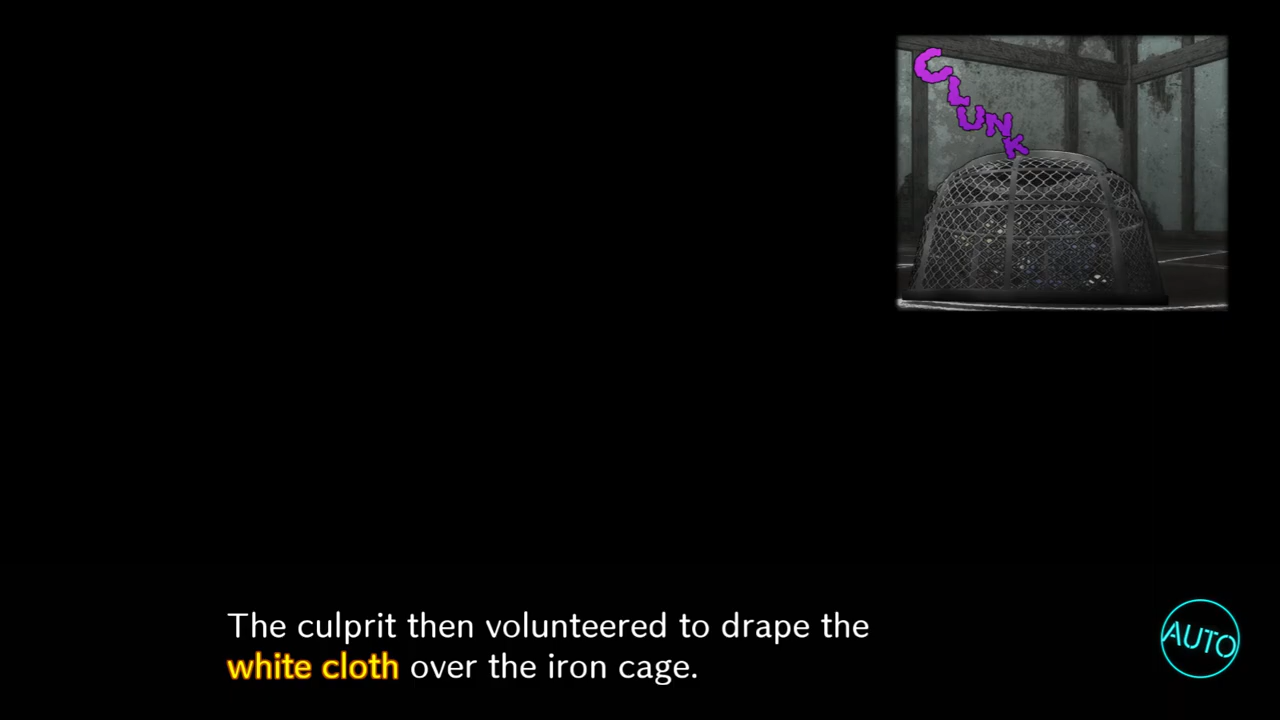 CLUNK
The culprit then volunteered to drape the
white cloth over the iron cage.
AUTO